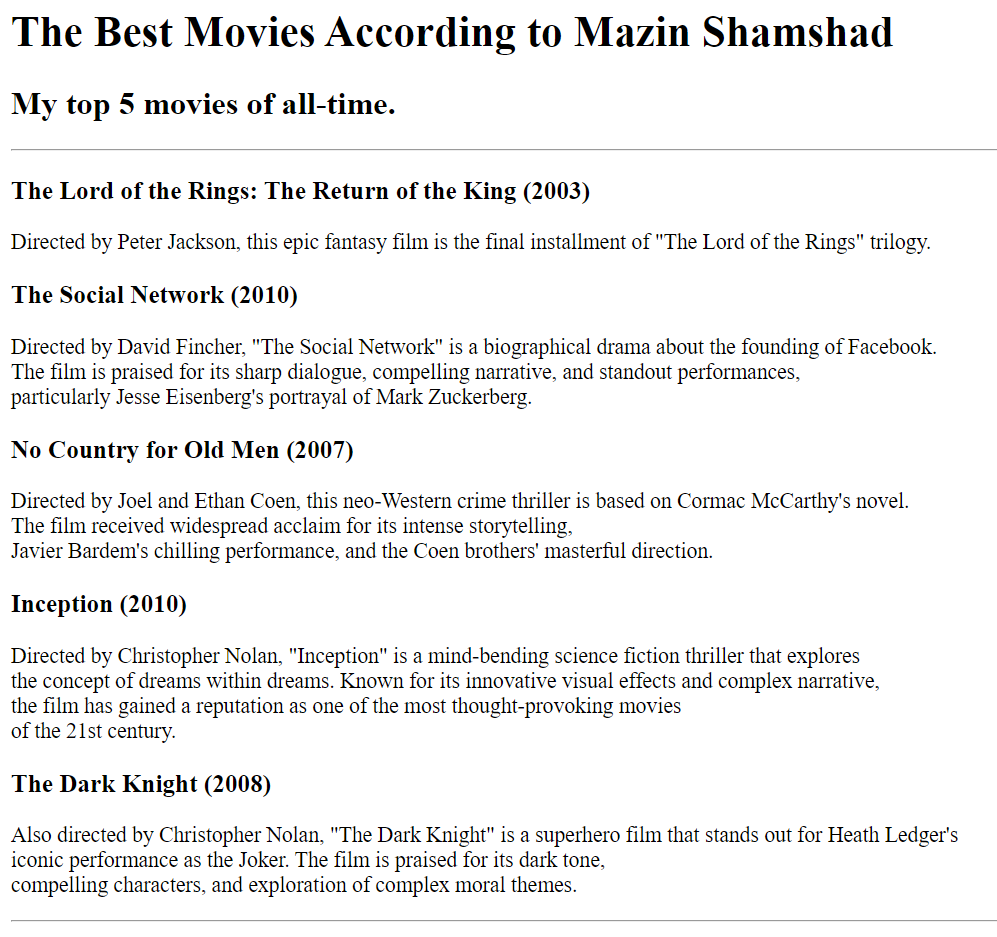 The Best Movies According to Mazin Shamshad
My top 5 movies of all-time.
The Lord of the Rings: The Return of the King (2003)
Directed by Peter Jackson, this epic fantasy film is the final installment of "The Lord of the Rings" trilogy.
The Social Network (2010)
Directed by David Fincher, "The Social Network" is a biographical drama about the founding of Facebook.
The film is praised for its sharp dialogue, compelling narrative, and standout performances,
particularly Jesse Eisenberg's portrayal of Mark Zuckerberg.
No Country for Old Men (2007)
Directed by Joel and Ethan Coen, this neo-Western crime thriller is based on Cormac McCarthy's novel.
The film received widespread acclaim for its intense storytelling,
Javier Bardem's chilling performance, and the Coen brothers' masterful direction.
Inception (2010)
Directed by Christopher Nolan, "Inception" is a mind-bending science fiction thriller that explores
the concept of dreams within dreams. Known for its innovative visual effects and complex narrative,
the film has gained a reputation as one of the most thought-provoking movies
of the 21st century.
The Dark Knight (2008)
Also directed by Christopher Nolan, "The Dark Knight" is a superhero film that stands out for Heath Ledger's
iconic performance as the Joker. The film is praised for its dark tone,
compelling characters, and exploration of complex moral themes.